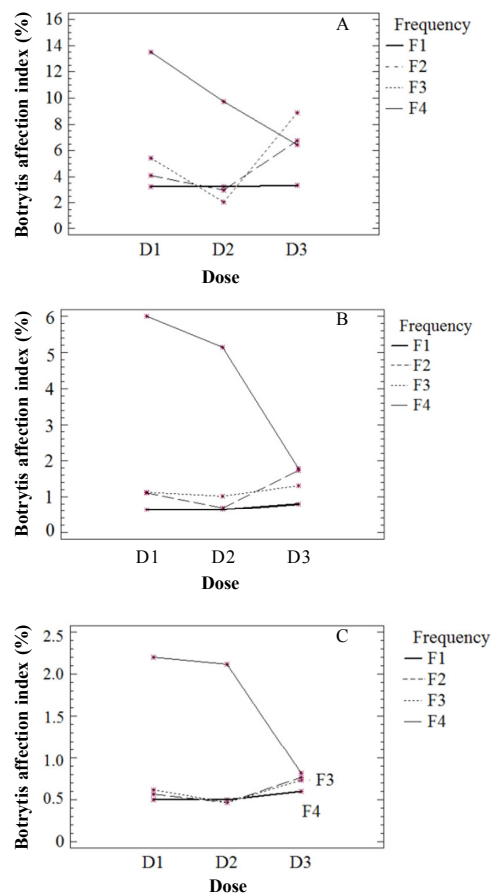 A
Frequency
F1
F2
F3
F4
Botrytis affection index (%)
16
14
12
10
8
6
4
2
0
D1 D2 D3
Dose
B
Frequency
F1
F2
F3
F4
Botrytis affection index (%)
6
5
4
3
2
1
0
D1 D2 D3
Dose
C
Frequency
F1
F2
F3
F4
Botrytis affection index (%)
2.5
2.0
1.0
0.5
0
F3
F4
D1 D2 D3
Dose